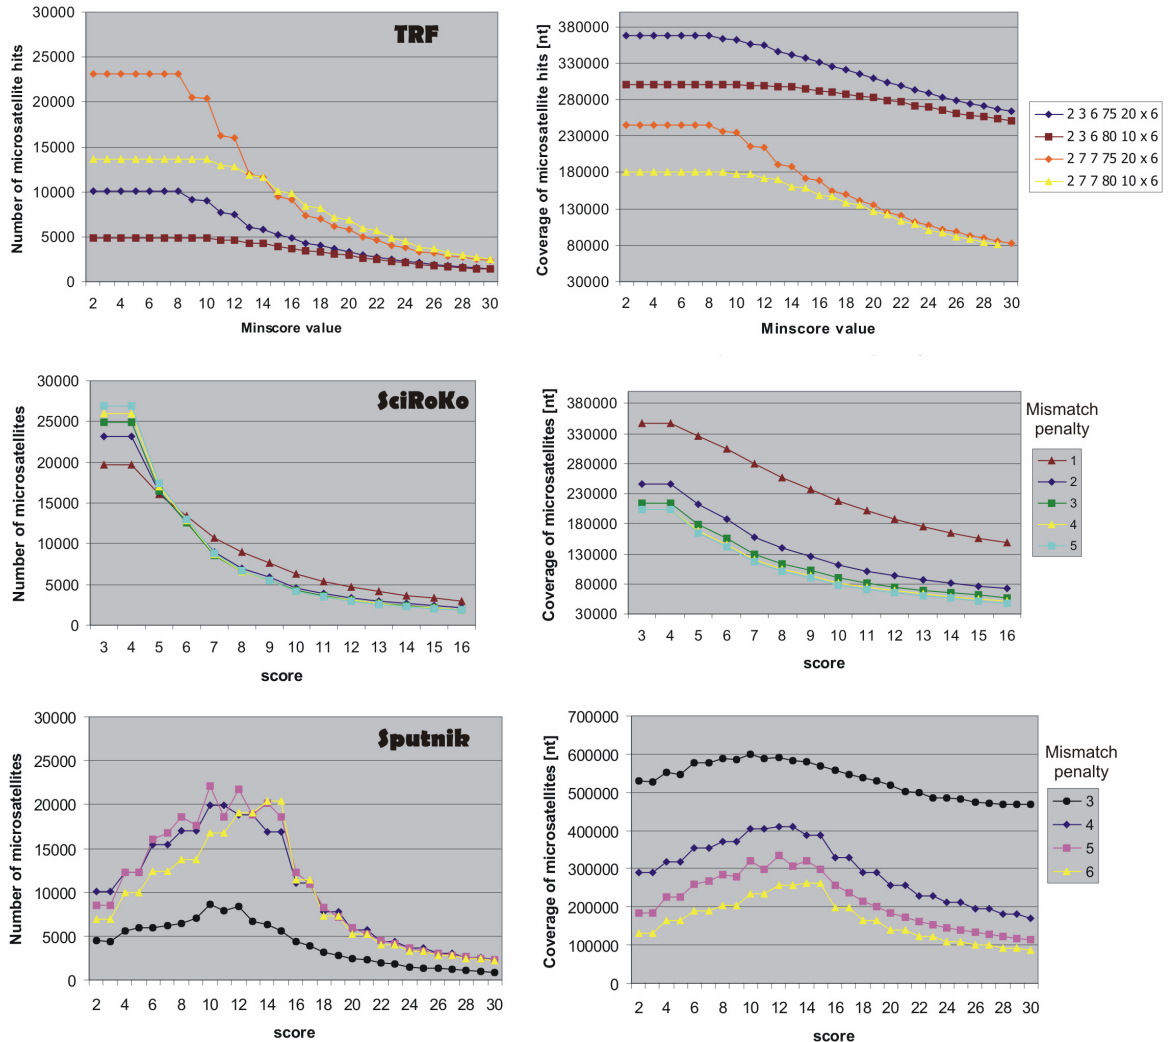 TRF
Number of microsatellite hits
30000
25000
20000
15000
10000
5000
0
2 4 6 8 10 12 14 16 18 20 22 24 26 28 30
Minscore value
Coverage of microsatellite hits [nt]
380000
330000
280000
230000
180000
130000
80000
30000
2 4 6 8 10 12 14 16 18 20 22 24 26 28 30
Minscore value
2 3 6 75 20 x 6
2 3 6 80 10 x 6
2 7 7 75 20 x 6
2 7 7 80 10 x 6
SciRoKo
Number of microsatellites
30000
25000
20000
15000
10000
5000
0
3 4 5 6 7 8 9 10 11 12 13 14 15 16
score
Coverage of microsatellites [nt]
380000
330000
280000
230000
180000
130000
80000
30000
3 4 5 6 7 8 9 10 11 12 13 14 15 16
score
Mismatch
penalty
1
2
3
4
5
Sputnik
Number of microsatellites
30000
25000
20000
15000
10000
5000
0
2 4 6 8 10 12 14 16 18 20 22 24 26 28 30
score
Coverage of microsatellites [nt]
700000
600000
500000
400000
300000
200000
100000
0
2 4 6 8 10 12 14 16 18 20 22 24 26 28 30
score
Mismatch
penalty
3
4
5
6